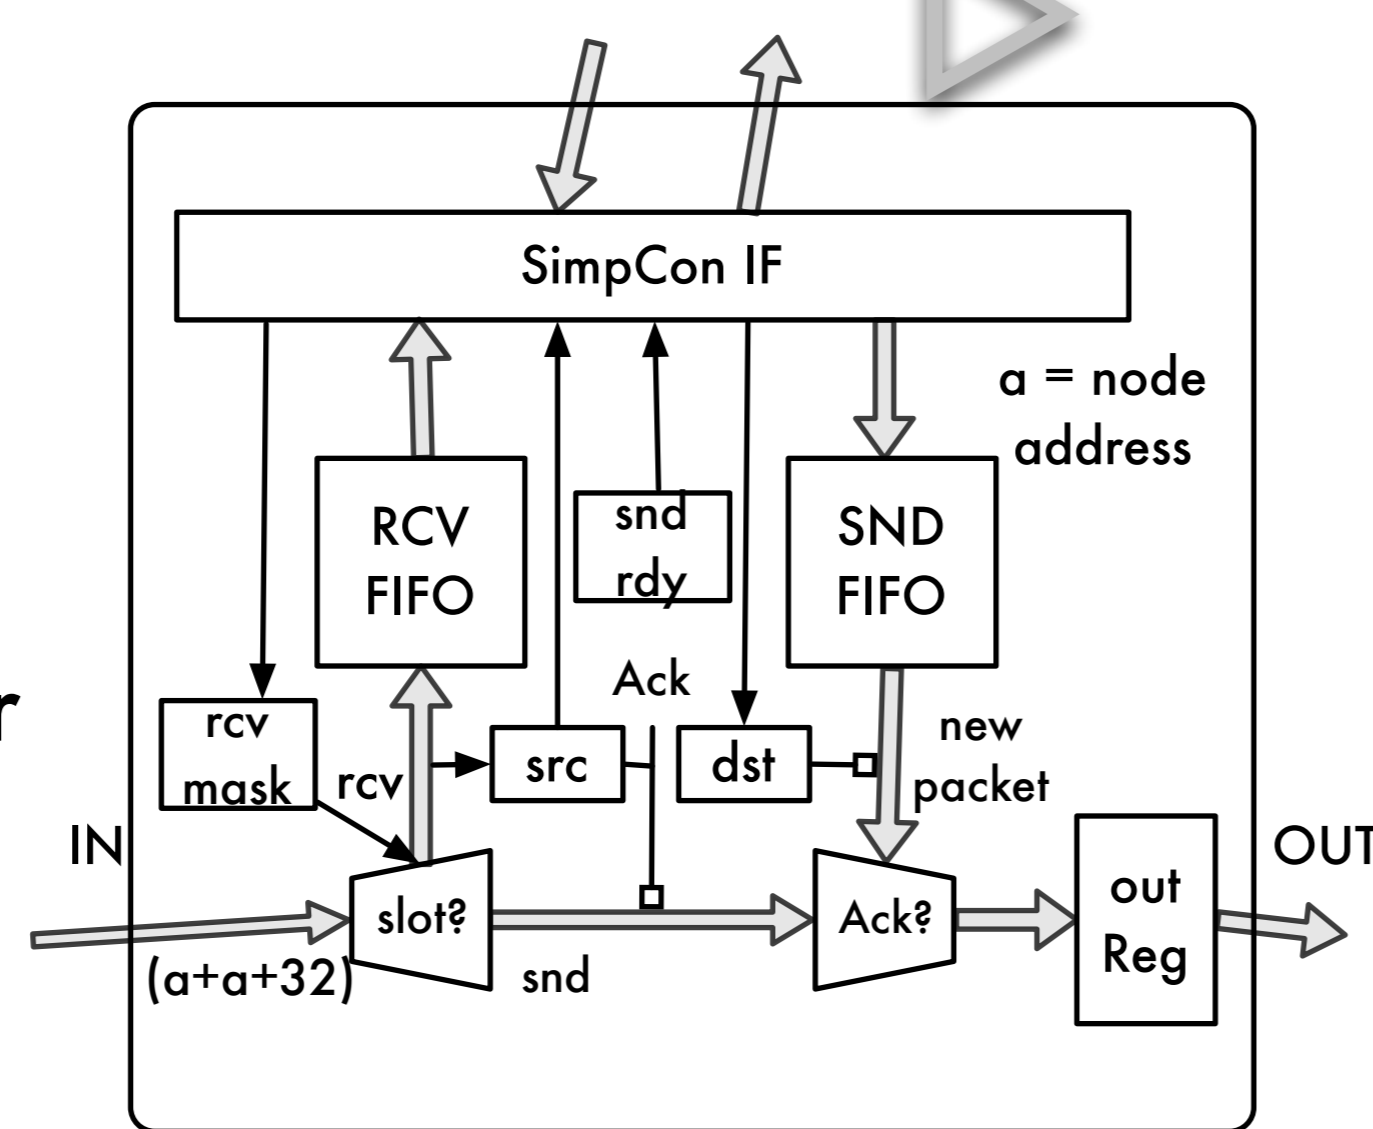 SimpCon IF
a = node
address
RCV
FIFO
snd
rdy
SND
FIFO
Ack
r
rcv
mask
rcv
src
dst
new
packet
IN
OUT
slot?
Ack?
out
Reg
(a+a+32)
snd